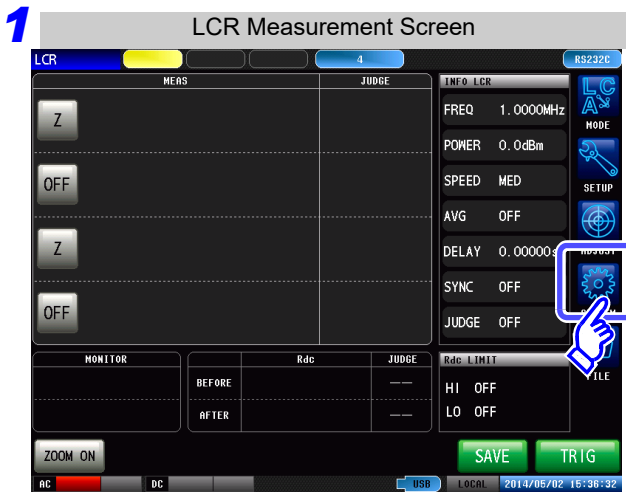 1 LCR Measurement Screen
LCR 4 RS232C
MEAS JUDGE INFO LCR
Z
OFF
Z
OFF
FREQ 1.0000MHz
POWER 0.0dBm
SPEED MED
AVG OFF
DELAY 0.00000s
SYNC OFF
JUDGE OFF
MODE
SETUP
ADJUST
FILE
MONITOR Rdc JUDGE Rdc LIMIT
BEFORE −−
AFTER −−
HI OFF
LO OFF
ZOOM ON SAVE TRIG
AC DC USB LOCAL 2014/05/02 15:36:32